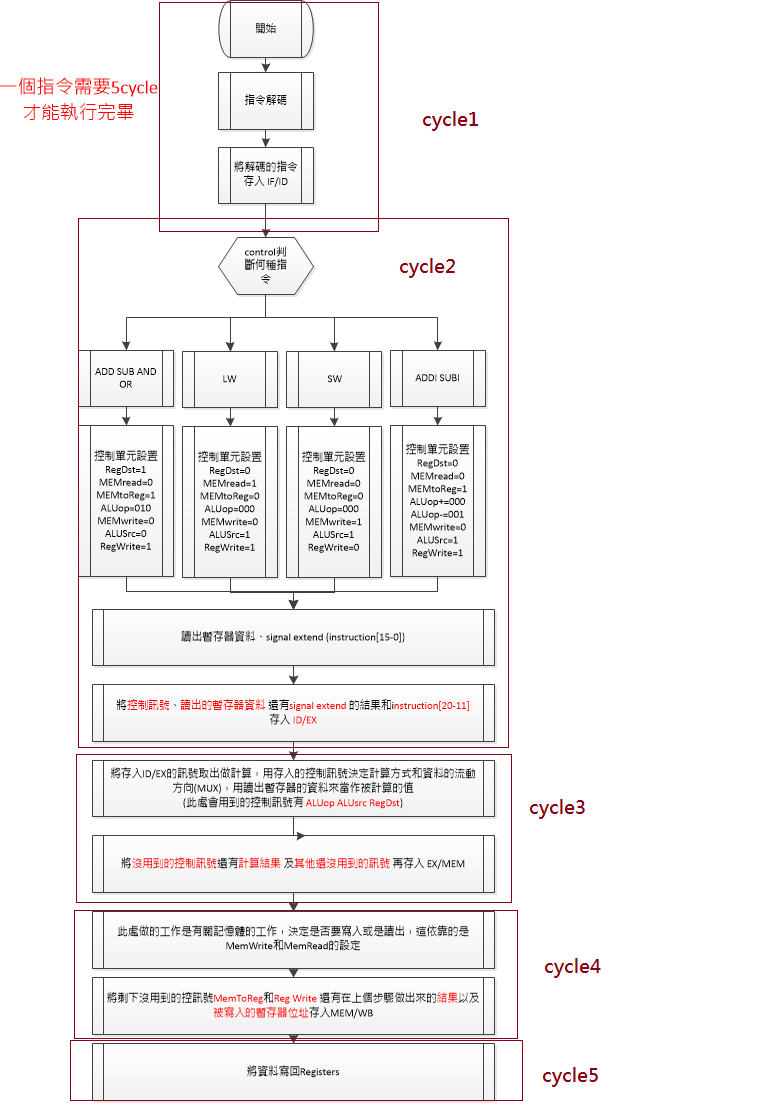 開始
一個指令需要5cycle
才能執行完畢
指令解碼
cycle1
將解碼的指令
存入 IF/ID
control判
斷何種指
令
cycle2
ADD SUB AND
OR
LW
SW
ADDI SUBI
控制單元設置
RegDst=1
MEMread=0
MEMtoReg=1
ALUop=010
MEMwrite=0
ALUSrc=0
RegWrite=1
控制單元設置
RegDst=0
MEMread=1
MEMtoReg=0
ALUop=000
MEMwrite=0
ALUSrc=1
RegWrite=1
控制單元設置
RegDst=0
MEMread=0
MEMtoReg=0
ALUop=000
MEMwrite=1
ALUSrc=1
RegWrite=0
控制單元設置
RegDst=0
MEMread=0
MEMtoReg=1
ALUop+=000
ALUop-=001
MEMwrite=0
ALUSrc=1
RegWrite=1
讀出暫存器資料、signal extend (instruction[15-0])
將控制訊號、讀出的暫存器資料 還有signal extend 的結果和instruction[20-11]
存入 ID/EX
將存入ID/EX的訊號取出做計算，用存入的控制訊號決定計算方式和資料的流動
方向(MUX)，用讀出暫存器的資料來當作被計算的值
(此處會用到的控制訊號有 ALUop ALUsrc RegDst)
cycle3
將沒用到的控制訊號還有計算結果 及其他還沒用到的訊號 再存入 EX/MEM
此處做的工作是有關記憶體的工作，決定是否要寫入或是讀出，這依靠的是
MemWrite和MemRead的設定
cycle4
將剩下沒用到的控訊號MemToReg和Reg Write 還有在上個步驟做出來的結果以及
被寫入的暫存器位址存入MEM/WB
將資料寫回Registers
cycle5